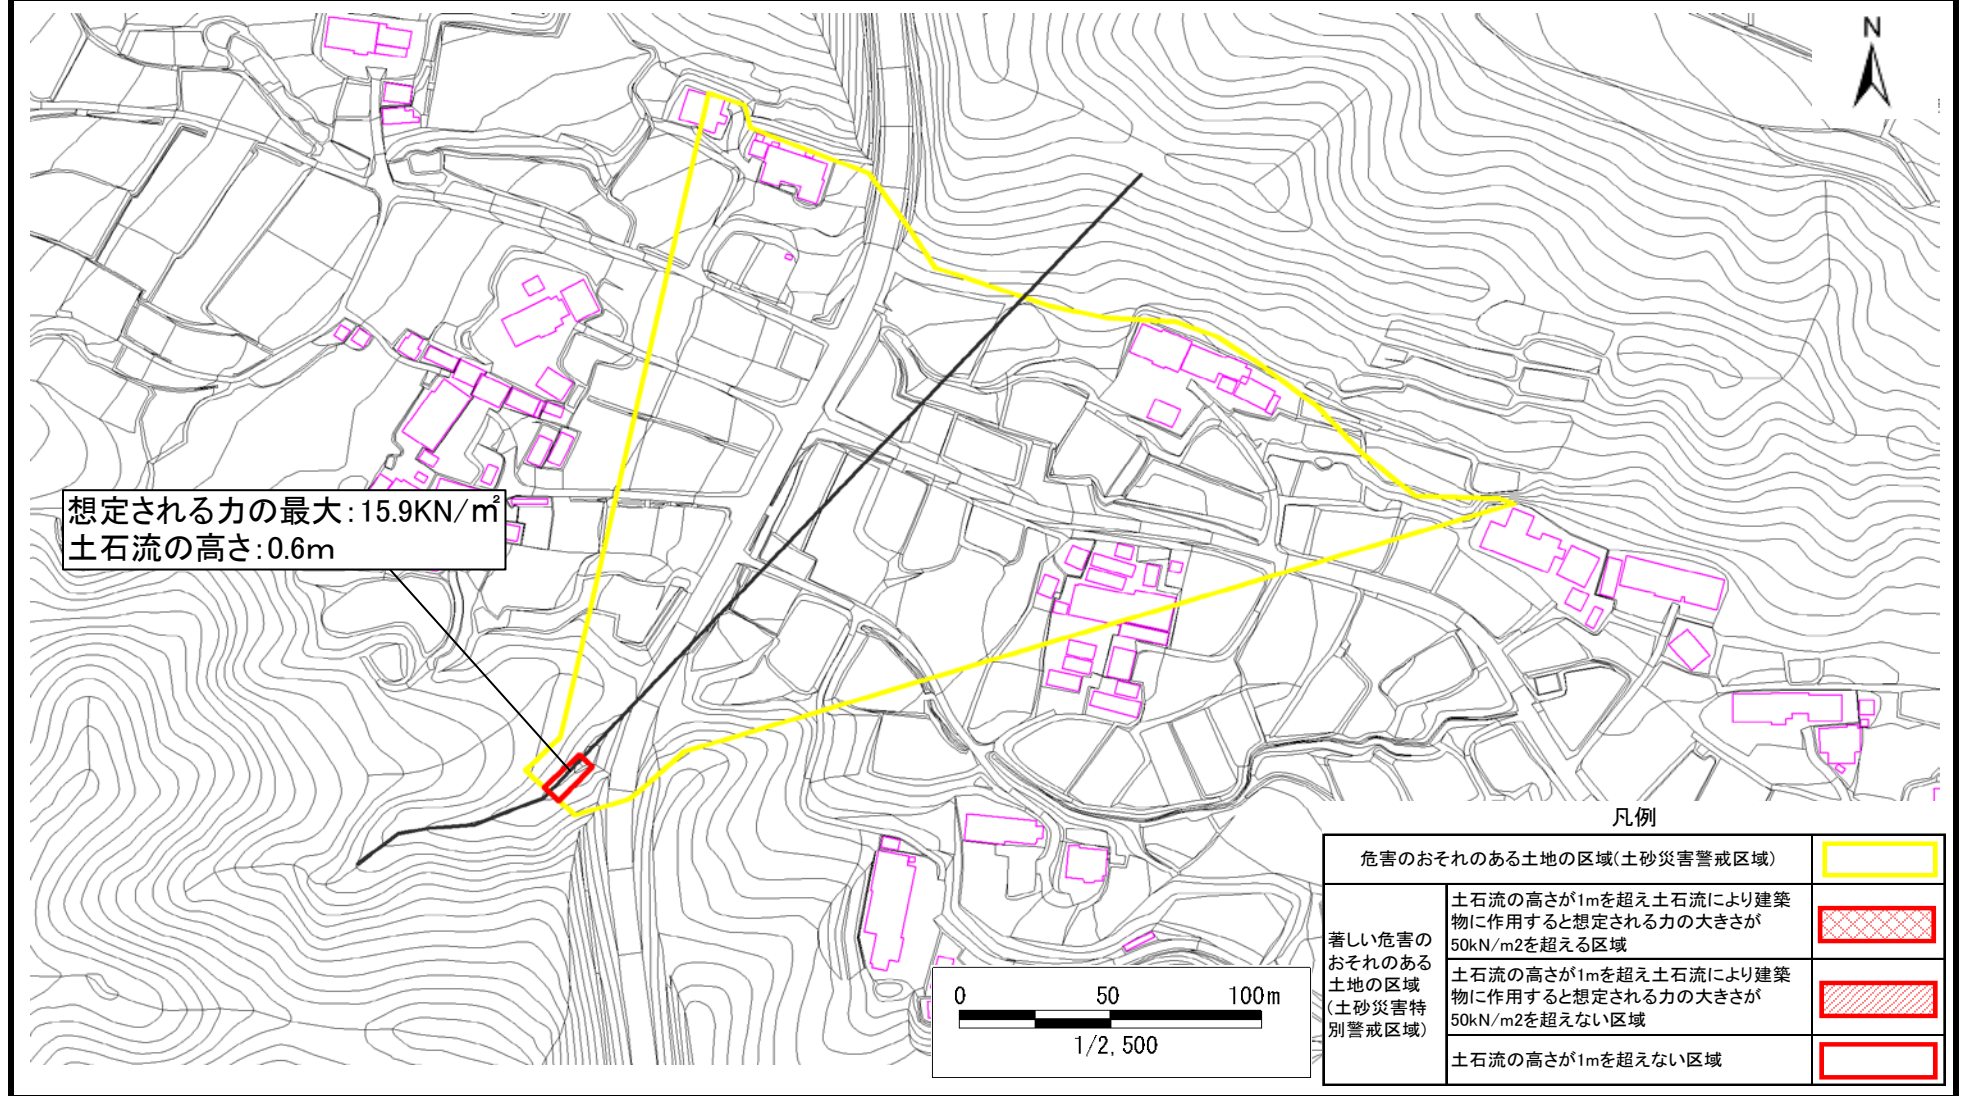 N
想定される力の最大:15.9KN/㎡
土石流の高さ:0.6m
凡例
危害のおそれのある土地の区域(土砂災害警戒区域)
著しい危害の
おそれのある
土地の区域
(土砂災害特
別警戒区域)
土石流の高さが1mを超え土石流により建築
物に作用すると想定される力の大きさが
50kN/m2を超える区域
土石流の高さが1mを超え土石流により建築
物に作用すると想定される力の大きさが
50kN/m2を超えない区域
土石流の高さが1mを超えない区域
0 50 100m
1/2,500